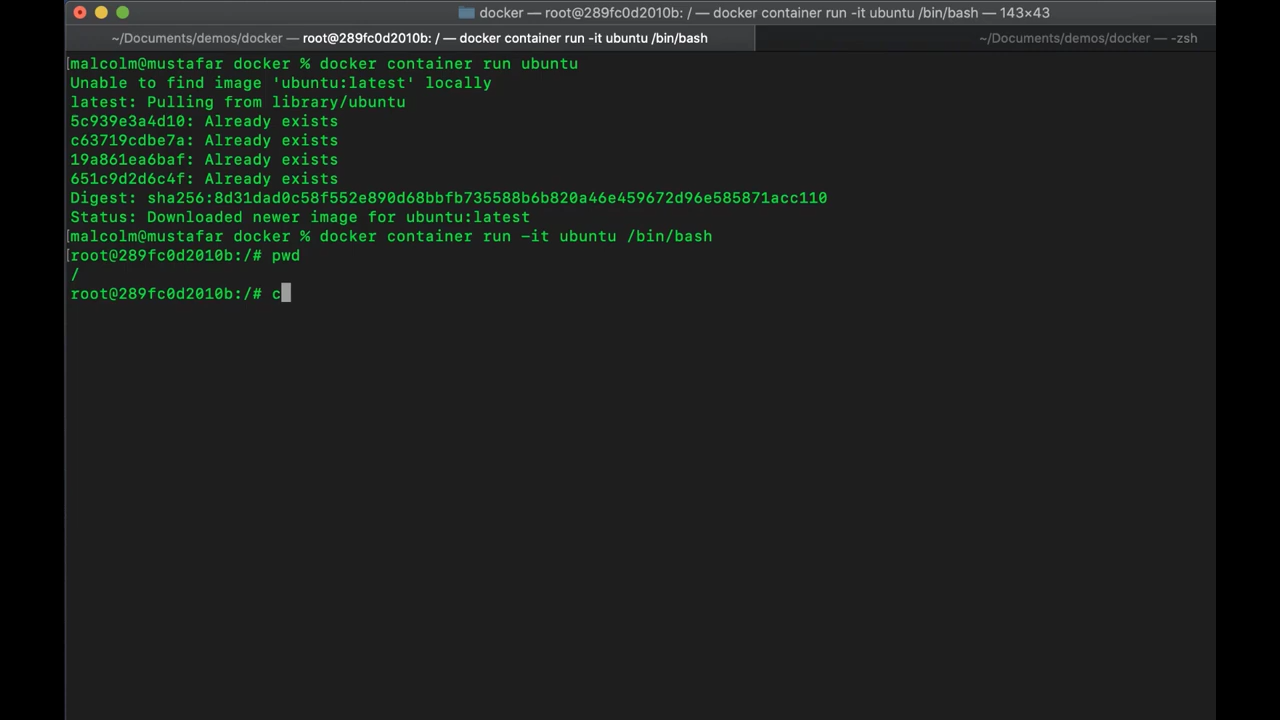 docker — root@289fc0d2010b: / — docker container run -it ubuntu /bin/bash — 143×43
~/Documents/demos/docker — root@289fc0d2010b: / — docker container run -it ubuntu /bin/bash
~/Documents/demos/docker — -zsh
[malcolm@mustafar docker % docker container run ubuntu
Unable to find image 'ubuntu:latest' locally
latest: Pulling from library/ubuntu
5c939e3a4d10: Already exists
c63719cdbe7a: Already exists
19a861ea6baf: Already exists
651c9d2d6c4f: Already exists
Digest: sha256:8d31dad0c58f552e890d68bbfb735588b6b820a46e459672d96e585871acc110
Status: Downloaded newer image for ubuntu:latest
[malcolm@mustafar docker % docker container run -it ubuntu /bin/bash
[root@289fc0d2010b:/# pwd
/
root@289fc0d2010b:/# c